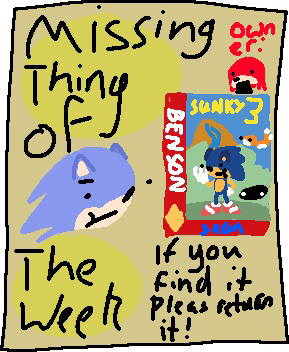 Missing
Thing
of
The
Week
owner:
SUNKY 3
BENSON
SEGA
If you
find it
pleas return
it!